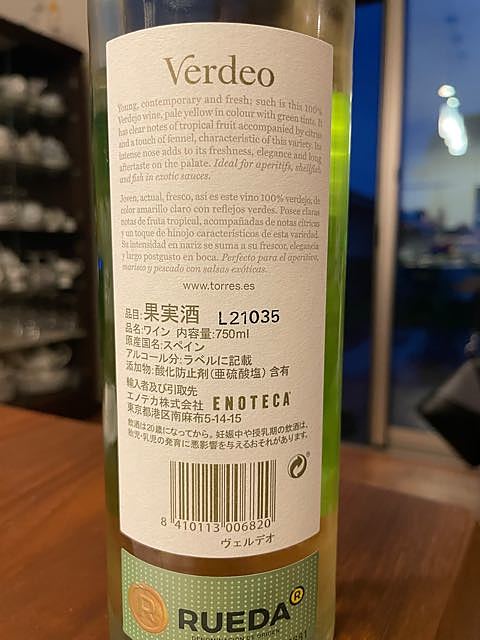 Verdeo
Young, contemporary and fresh; such is this 100%
Verdejo wine, pale yellow in colour with green tints. It
has clear notes of tropical fruit accompanied by citrus
and a touch of fennel, characteristic of this variety. Its
intense nose adds to its freshness, elegance and long
aftertaste on the palate. Ideal for aperitifs, shellfish
and fish in exotic sauces.
Joven, actual, fresco, así es este vino 100% verdejo, de
color amarillo claro con reflejos verdes. Posee claras
notas de fruta tropical, acompañadas de notas cítricas
y un toque de hinojo características de esta variedad.
Su intensidad en nariz se suma a su frescor, elegancia
y largo postgusto en boca. Perfecto para el aperitivo,
marisco y pescado con salsas exóticas.
www.torres.es
品目:果実酒 L21035
品名:ワイン 内容量:750ml
原産国名:スペイン
アルコール分:ラベルに記載
添加物:酸化防止剤(亜硫酸塩)含有
輸入者及び引取先
エノテカ株式会社 ENOTECA
東京都港区南麻布5-14-15
飲酒は20歳になってから。妊娠中や授乳期の飲酒は、
胎児・乳児の発育に悪影響を与えるおそれがあります。
8 410113 006820
ヴェルデオ
R RUEDA R
DENOMINACIÓN DE ORIGEN